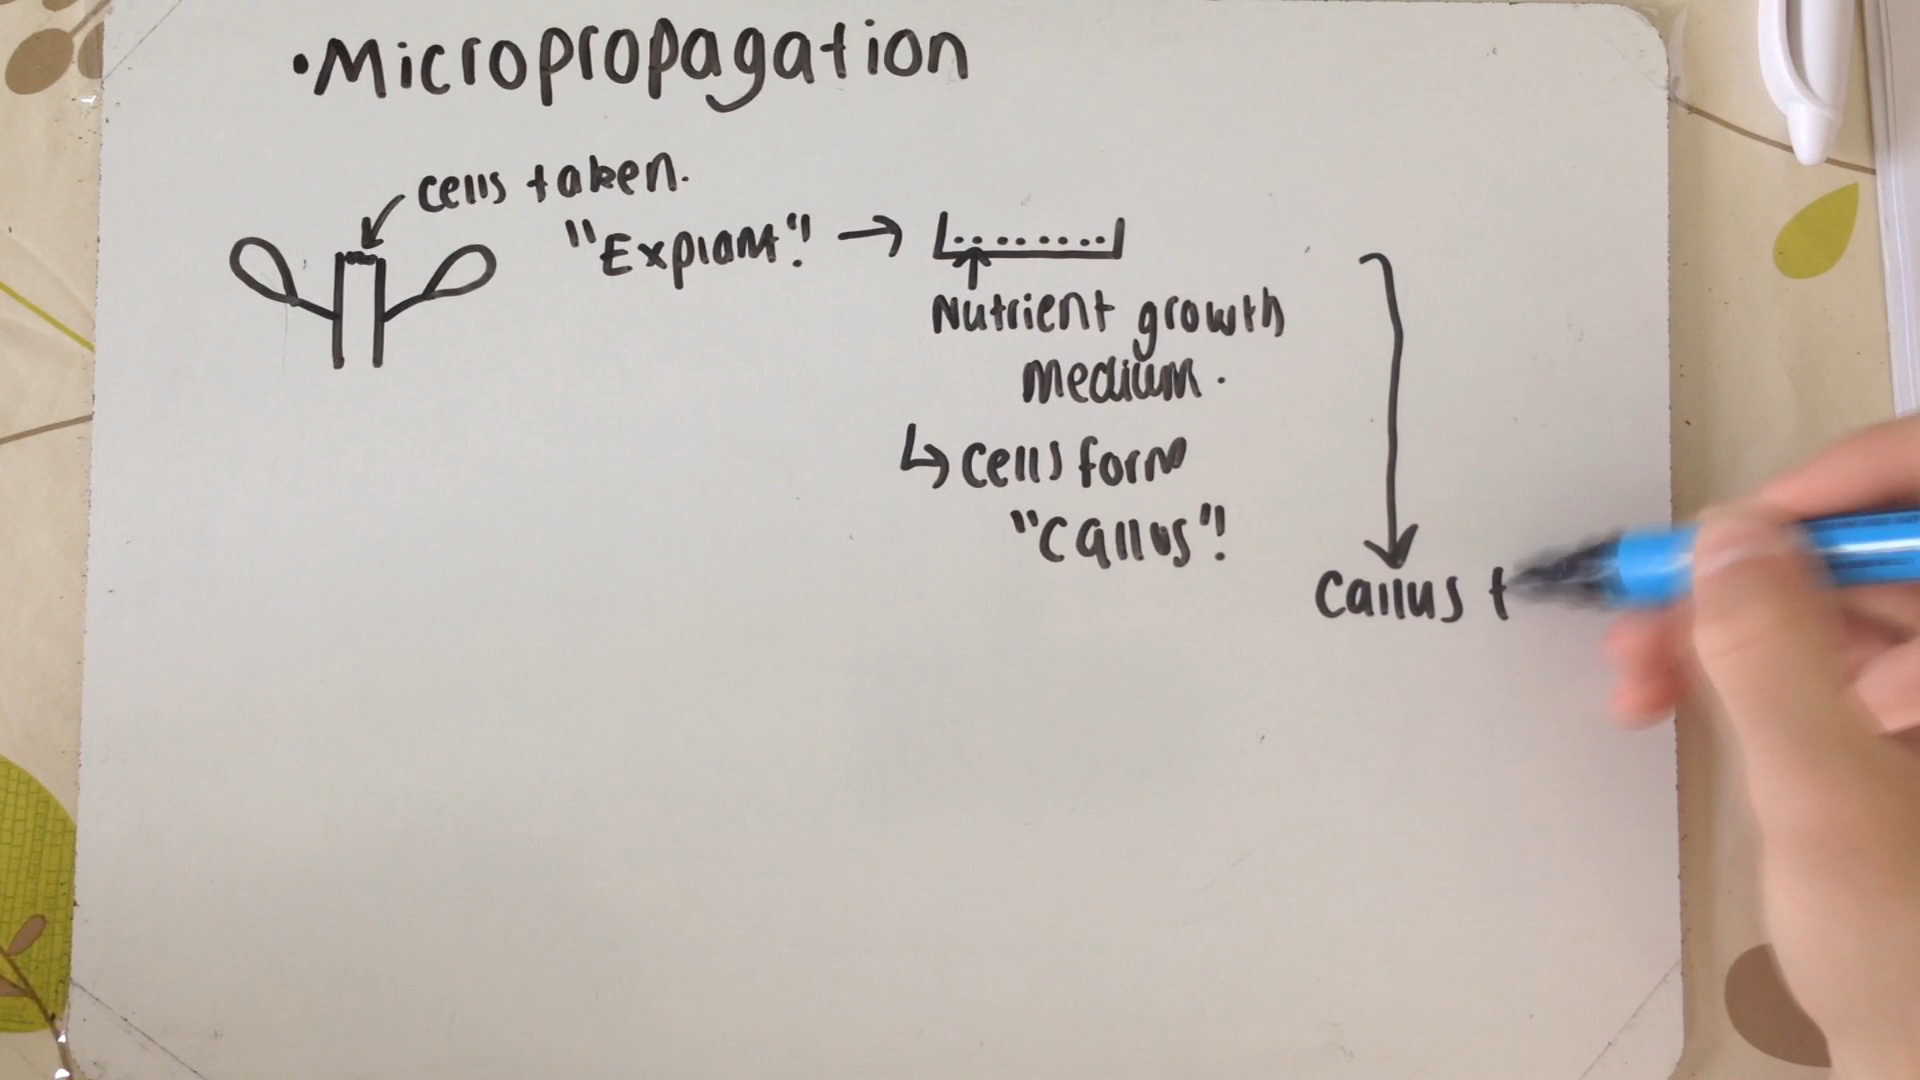 • Micropropagation
cells taken.
"Explant" →
Nutrient growth
medium.
↳ cells form
"callus"!
Callus t